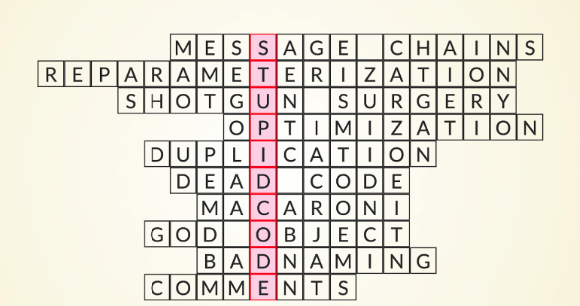 MESSAGE CHAINS
REPARAMETERIZATION
SHOTGUN SURGERY
OPTIMIZATION
DUPLICATION
DEAD CODE
MACARONI
GOD OBJECT
BADNAMING
COMMENTS